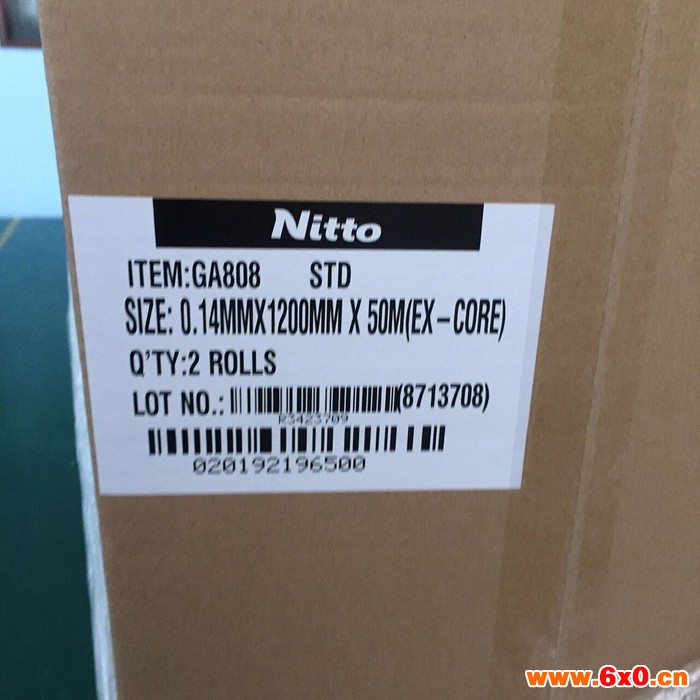 Nitto
ITEM:GA808 STD
SIZE: 0.14MMX1200MM X 50M(EX-CORE)
Q'TY:2 ROLLS
LOT NO.: (8713708)
R3423709
020192196500
www.6x0.cn